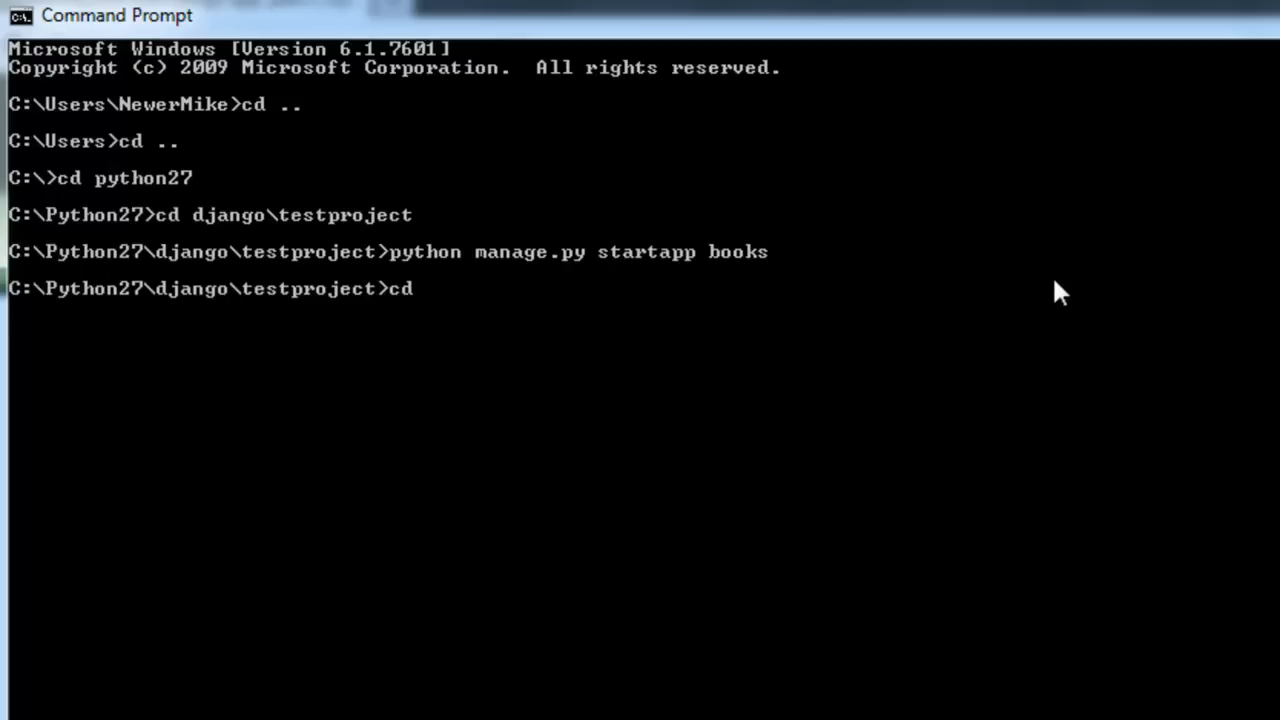 Command Prompt
Microsoft Windows [Version 6.1.7601]
Copyright (c) 2009 Microsoft Corporation.  All rights reserved.
C:\Users\NewerMike>cd ..
C:\Users>cd ..
C:\>cd python27
C:\Python27>cd django\testproject
C:\Python27\django\testproject>python manage.py startapp books
C:\Python27\django\testproject>cd